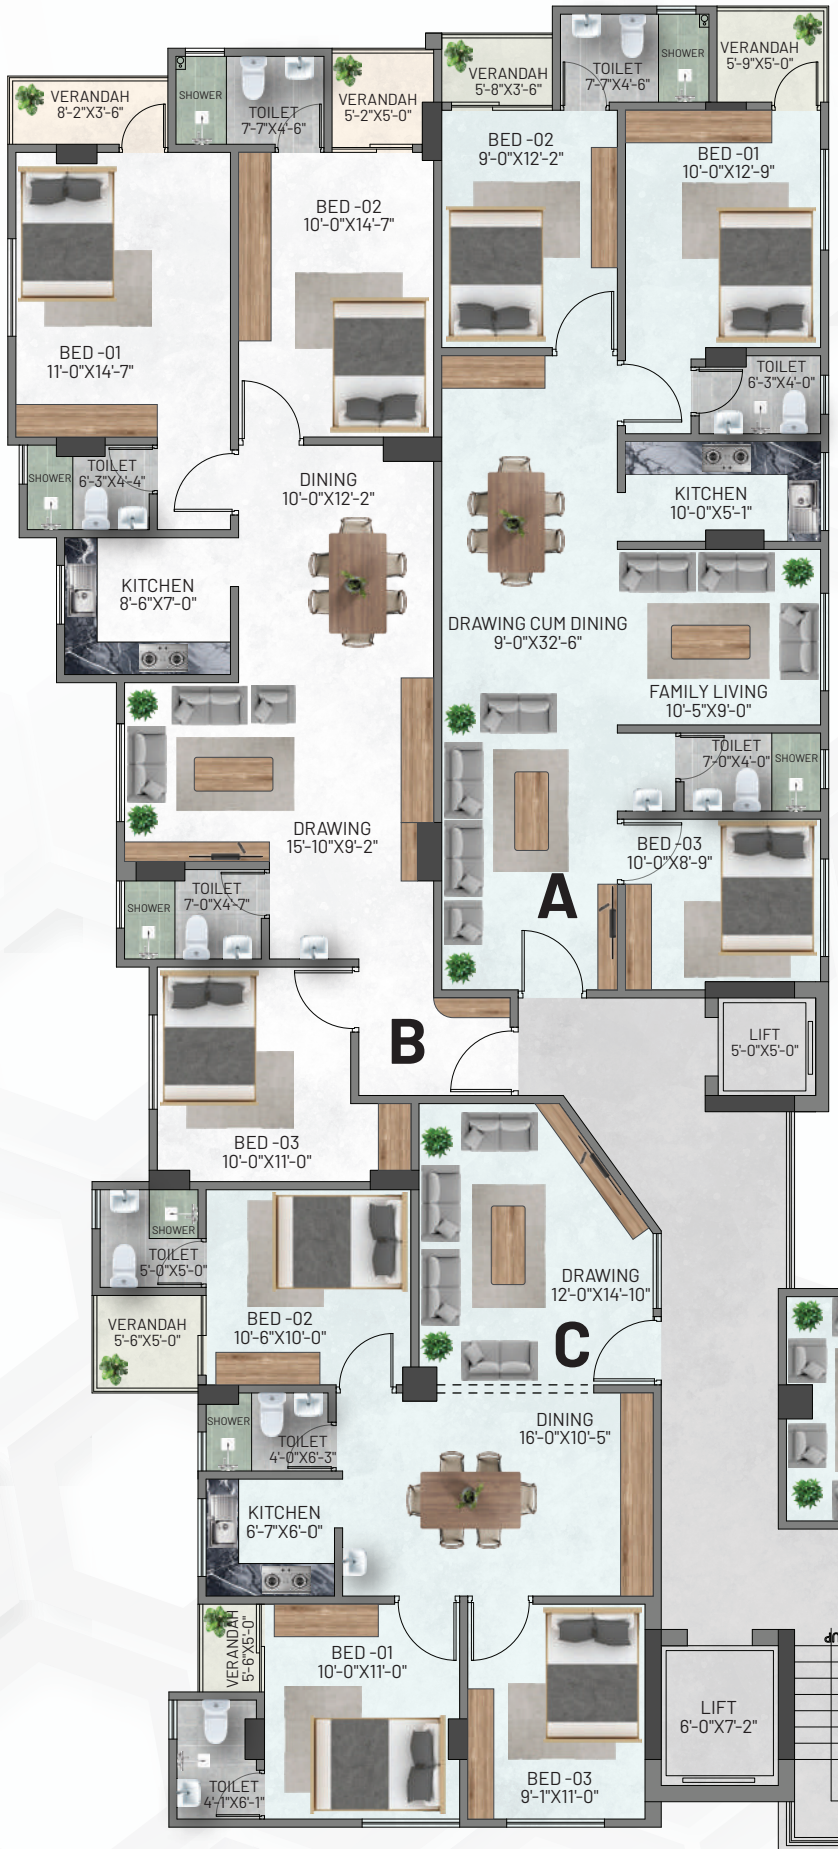 VERANDAH
8'-2"X3'-6"
SHOWER
TOILET
7'-7"X4'-6"
VERANDAH
5'-2"X5'-0"
VERANDAH
5'-8"X3'-6"
TOILET
7'-7"X4'-6"
SHOWER
VERANDAH
5'-9"X5'-0"
BED -02
9'-0"X12'-2"
BED -01
10'-0"X12'-9"
BED -02
10'-0"X14'-7"
BED -01
11'-0"X14'-7"
TOILET
6'-3"X4'-0"
SHOWER
TOILET
6'-3"X4'-4"
DINING
10'-0"X12'-2"
KITCHEN
10'-0"X5'-1"
KITCHEN
8'-6"X7'-0"
DRAWING CUM DINING
9'-0"X32'-6"
FAMILY LIVING
10'-5"X9'-0"
TOILET
7'-0"X4'-0"
SHOWER
DRAWING
15'-10"X9'-2"
BED -03
10'-0"X8'-9"
A
TOILET
7'-0"X4'-7"
SHOWER
B
LIFT
5'-0"X5'-0"
BED -03
10'-0"X11'-0"
SHOWER
TOILET
5'-0"X5'-0"
DRAWING
12'-0"X14'-10"
VERANDAH
5'-6"X5'-0"
BED -02
10'-6"X10'-0"
C
SHOWER
TOILET
4'-0"X6'-3"
DINING
16'-0"X10'-5"
KITCHEN
6'-7"X6'-0"
VERANDAH
5'-6"X5'-0"
BED -01
10'-0"X11'-0"
UP
LIFT
6'-0"X7'-2"
TOILET
4'-1"X6'-1"
BED -03
9'-1"X11'-0"